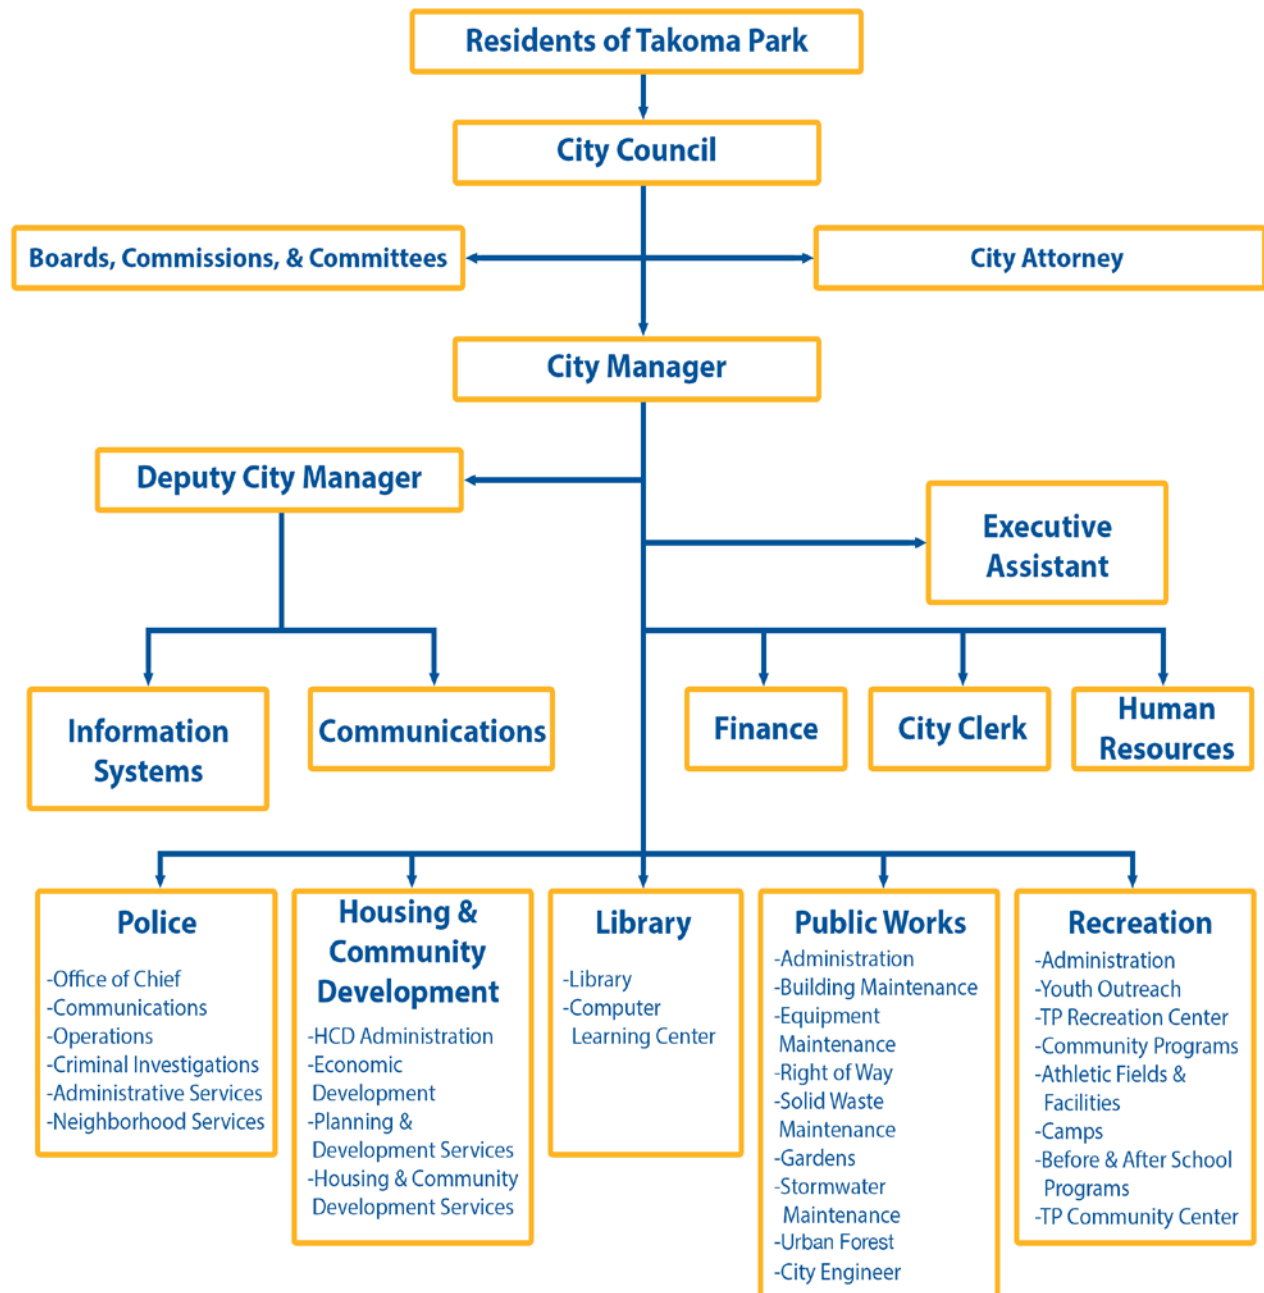 Residents of Takoma Park
City Council
Boards, Commissions, & Committees
City Attorney
City Manager
Deputy City Manager
Executive
Assistant
Information
Systems
Communications
Finance
City Clerk
Human
Resources
Police
-Office of Chief
-Communications
-Operations
-Criminal Investigations
-Administrative Services
-Neighborhood Services
Housing &
Community
Development
-HCD Administration
-Economic
Development
-Planning &
Development Services
-Housing & Community
Development Services
Library
-Library
-Computer
Learning Center
Public Works
-Administration
-Building Maintenance
-Equipment
Maintenance
-Right of Way
-Solid Waste
Maintenance
-Gardens
-Stormwater
Maintenance
-Urban Forest
-City Engineer
Recreation
-Administration
-Youth Outreach
-TP Recreation Center
-Community Programs
-Athletic Fields &
Facilities
-Camps
-Before & After School
Programs
-TP Community Center